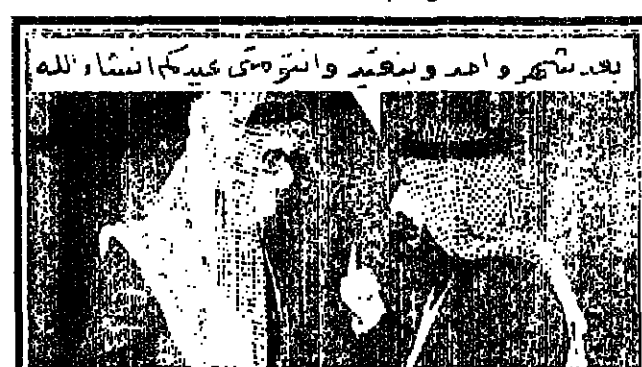 بعد شهر واحد وبنعيد وانتو متى عيدكم انشاء الله